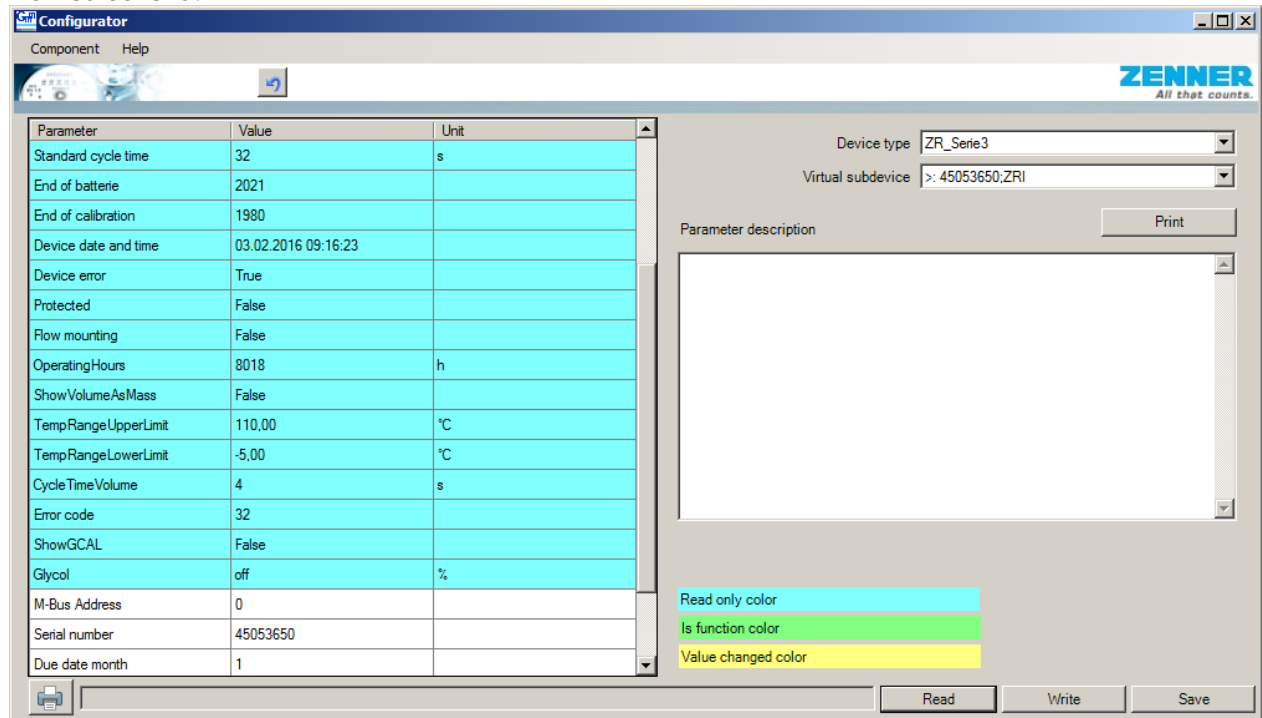 GMM Configurator
Component Help
ZENNER
All that counts.
Parameter Value Unit
Standard cycle time 32 s
End of batterie 2021
End of calibration 1980
Device date and time 03.02.2016 09:16:23
Device error True
Protected False
Flow mounting False
OperatingHours 8018 h
ShowVolumeAsMass False
TempRangeUpperLimit 110,00 °C
TempRangeLowerLimit -5,00 °C
CycleTimeVolume 4 s
Error code 32
ShowGCAL False
Glycol off %
M-Bus Address 0
Serial number 45053650
Due date month 1
Device type ZR_Serie3
Virtual subdevice >: 45053650;ZRI
Parameter description
Print
Read only color
Is function color
Value changed color
Read Write Save